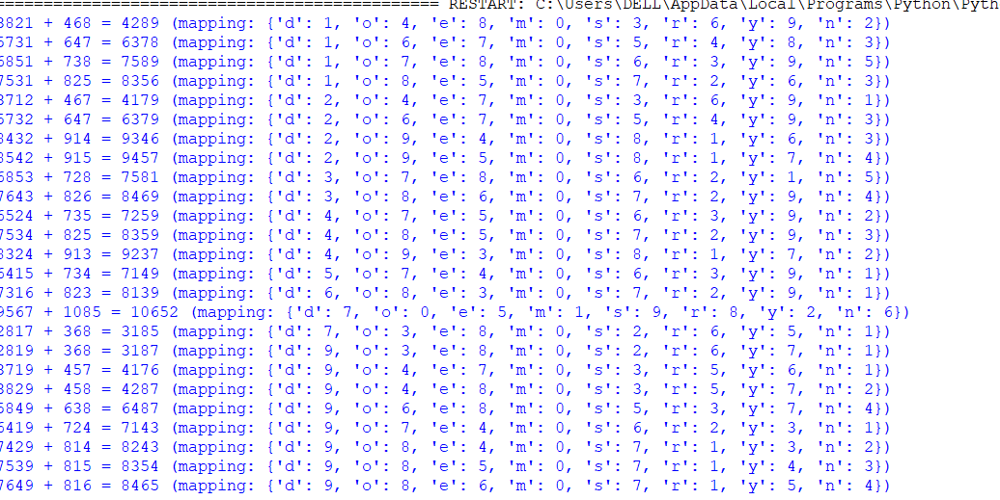 =============================================== RESTART: C:\Users\DELL\AppData\Local\Programs\Python\Pyth
3821 + 468 = 4289 (mapping: {'d': 1, 'o': 4, 'e': 8, 'm': 0, 's': 3, 'r': 6, 'y': 9, 'n': 2})
5731 + 647 = 6378 (mapping: {'d': 1, 'o': 6, 'e': 7, 'm': 0, 's': 5, 'r': 4, 'y': 8, 'n': 3})
6851 + 738 = 7589 (mapping: {'d': 1, 'o': 7, 'e': 8, 'm': 0, 's': 6, 'r': 3, 'y': 9, 'n': 5})
7531 + 825 = 8356 (mapping: {'d': 1, 'o': 8, 'e': 5, 'm': 0, 's': 7, 'r': 2, 'y': 6, 'n': 3})
3712 + 467 = 4179 (mapping: {'d': 2, 'o': 4, 'e': 7, 'm': 0, 's': 3, 'r': 6, 'y': 9, 'n': 1})
5732 + 647 = 6379 (mapping: {'d': 2, 'o': 6, 'e': 7, 'm': 0, 's': 5, 'r': 4, 'y': 9, 'n': 3})
8432 + 914 = 9346 (mapping: {'d': 2, 'o': 9, 'e': 4, 'm': 0, 's': 8, 'r': 1, 'y': 6, 'n': 3})
8542 + 915 = 9457 (mapping: {'d': 2, 'o': 9, 'e': 5, 'm': 0, 's': 8, 'r': 1, 'y': 7, 'n': 4})
6853 + 728 = 7581 (mapping: {'d': 3, 'o': 7, 'e': 8, 'm': 0, 's': 6, 'r': 2, 'y': 1, 'n': 5})
7643 + 826 = 8469 (mapping: {'d': 3, 'o': 8, 'e': 6, 'm': 0, 's': 7, 'r': 2, 'y': 9, 'n': 4})
6524 + 735 = 7259 (mapping: {'d': 4, 'o': 7, 'e': 5, 'm': 0, 's': 6, 'r': 3, 'y': 9, 'n': 2})
7534 + 825 = 8359 (mapping: {'d': 4, 'o': 8, 'e': 5, 'm': 0, 's': 7, 'r': 2, 'y': 9, 'n': 3})
8324 + 913 = 9237 (mapping: {'d': 4, 'o': 9, 'e': 3, 'm': 0, 's': 8, 'r': 1, 'y': 7, 'n': 2})
6415 + 734 = 7149 (mapping: {'d': 5, 'o': 7, 'e': 4, 'm': 0, 's': 6, 'r': 3, 'y': 9, 'n': 1})
7316 + 823 = 8139 (mapping: {'d': 6, 'o': 8, 'e': 3, 'm': 0, 's': 7, 'r': 2, 'y': 9, 'n': 1})
9567 + 1085 = 10652 (mapping: {'d': 7, 'o': 0, 'e': 5, 'm': 1, 's': 9, 'r': 8, 'y': 2, 'n': 6})
2817 + 368 = 3185 (mapping: {'d': 7, 'o': 3, 'e': 8, 'm': 0, 's': 2, 'r': 6, 'y': 5, 'n': 1})
2819 + 368 = 3187 (mapping: {'d': 9, 'o': 3, 'e': 8, 'm': 0, 's': 2, 'r': 6, 'y': 7, 'n': 1})
3719 + 457 = 4176 (mapping: {'d': 9, 'o': 4, 'e': 7, 'm': 0, 's': 3, 'r': 5, 'y': 6, 'n': 1})
3829 + 458 = 4287 (mapping: {'d': 9, 'o': 4, 'e': 8, 'm': 0, 's': 3, 'r': 5, 'y': 7, 'n': 2})
5849 + 638 = 6487 (mapping: {'d': 9, 'o': 6, 'e': 8, 'm': 0, 's': 5, 'r': 3, 'y': 7, 'n': 4})
6419 + 724 = 7143 (mapping: {'d': 9, 'o': 7, 'e': 4, 'm': 0, 's': 6, 'r': 2, 'y': 3, 'n': 1})
7429 + 814 = 8243 (mapping: {'d': 9, 'o': 8, 'e': 4, 'm': 0, 's': 7, 'r': 1, 'y': 3, 'n': 2})
7539 + 815 = 8354 (mapping: {'d': 9, 'o': 8, 'e': 5, 'm': 0, 's': 7, 'r': 1, 'y': 4, 'n': 3})
7649 + 816 = 8465 (mapping: {'d': 9, 'o': 8, 'e': 6, 'm': 0, 's': 7, 'r': 1, 'y': 5, 'n': 4})